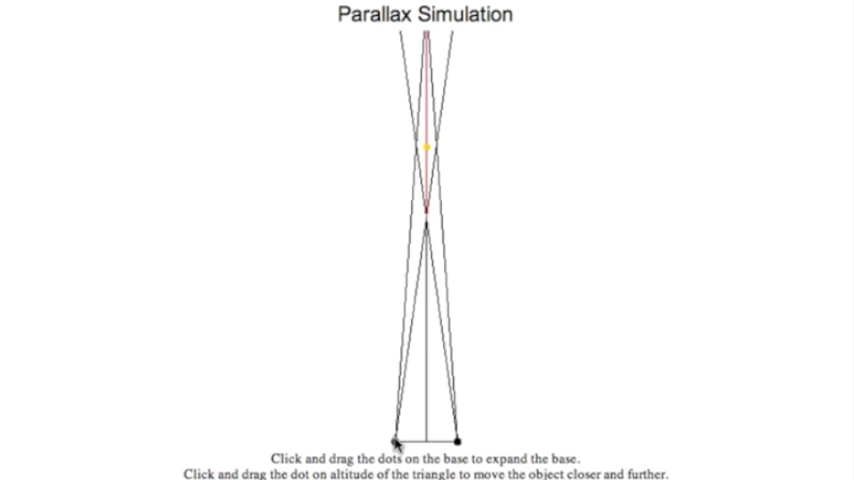 Parallax Simulation
Click and drag the dots on the base to expand the base.
Click and drag the dot on altitude of the triangle to move the object closer and further.